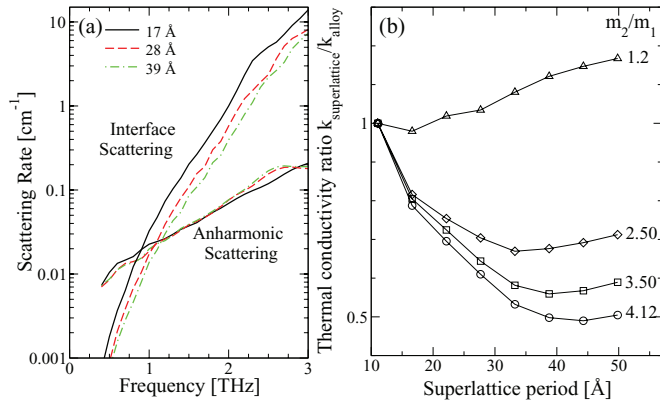 (a)
17 Å
28 Å
39 Å
Interface
Scattering
Anharmonic
Scattering
Scattering Rate [cm⁻¹]
10
1
0.1
0.01
0.001
0
1
2
3
Frequency [THz]
(b)
m₂/m₁
1.2
2.50
3.50
4.12
Thermal conductivity ratio k_superlattice/k_alloy
1
0.5
10
20
30
40
50
60
Superlattice period [Å]